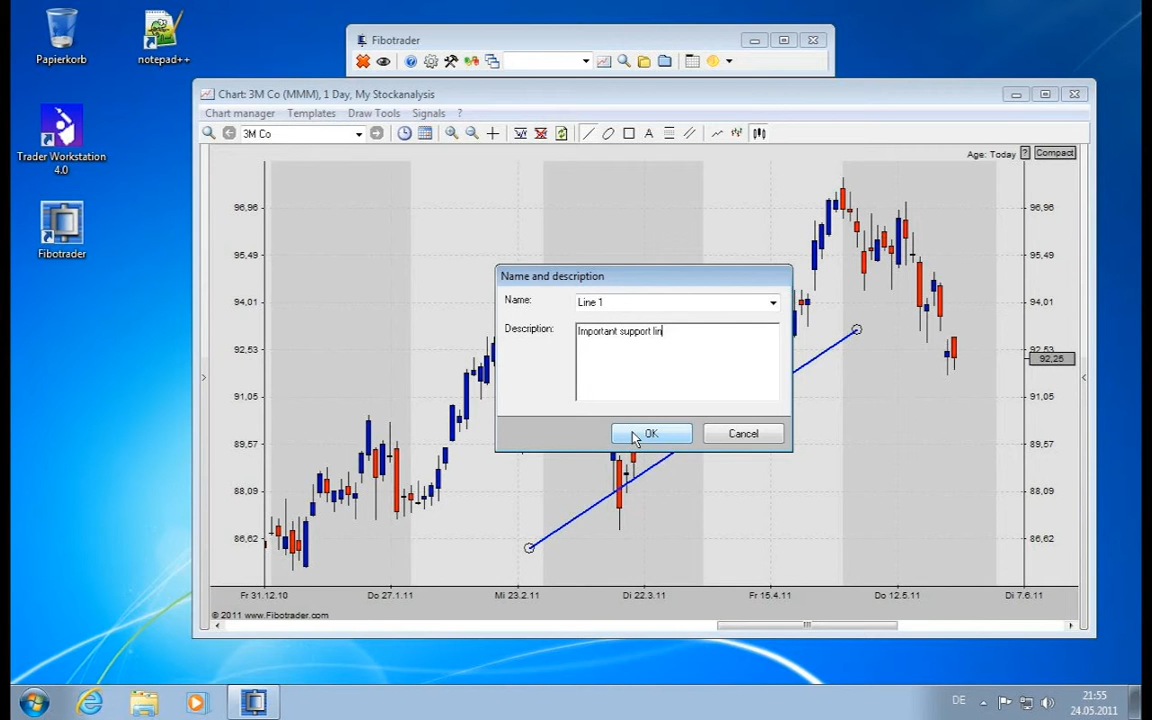 Papierkorb
notepad++
Trader Workstation
4.0
Fibotrader
Fibotrader
Chart: 3M Co (MMM), 1 Day, My Stockanalysis
Chart manager Templates Draw Tools Signals ?
3M Co
A
Age: Today ? Compact
96,96 96,96
95,49 95,49
94,01 94,01
92,53 92,53
92,25
91,05 91,05
89,57 89,57
88,09 88,09
86,62 86,62
Name and description
Name: Line 1
Description: Important support lin
OK Cancel
Fr 31.12.10 Do 27.1.11 Mi 23.2.11 Di 22.3.11 Fr 15.4.11 Do 12.5.11 Di 7.6.11
© 2011 www.Fibotrader.com
DE
21:55
24.05.2011